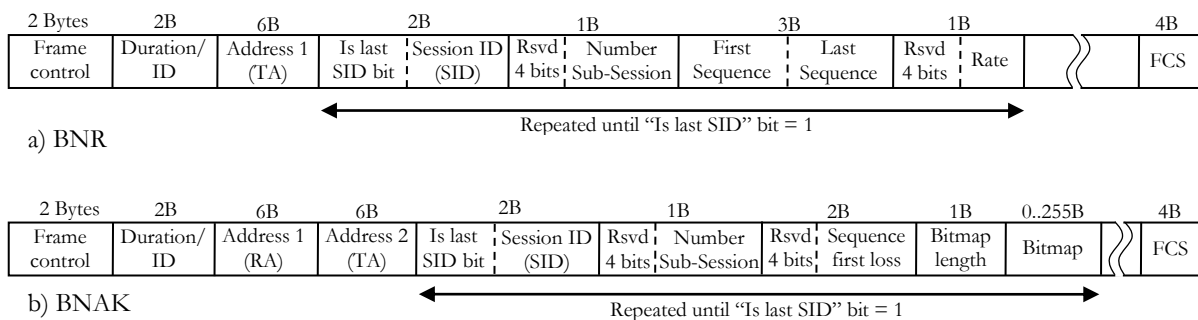 2 Bytes 2B 6B 2B 1B 3B 1B 4B
Frame Duration/ Address 1 Is last Session ID Rsvd Number First Last Rsvd Rate FCS
control ID (TA) SID bit (SID) 4 bits Sub-Session Sequence Sequence 4 bits
Repeated until “Is last SID” bit = 1
a) BNR
2 Bytes 2B 6B 6B 2B 1B 2B 1B 0..255B 4B
Frame Duration/ Address 1 Address 2 Is last Session ID Rsvd Number Rsvd Sequence Bitmap Bitmap FCS
control ID (RA) (TA) SID bit (SID) 4 bits Sub-Session 4 bits first loss length
Repeated until “Is last SID” bit = 1
b) BNAK